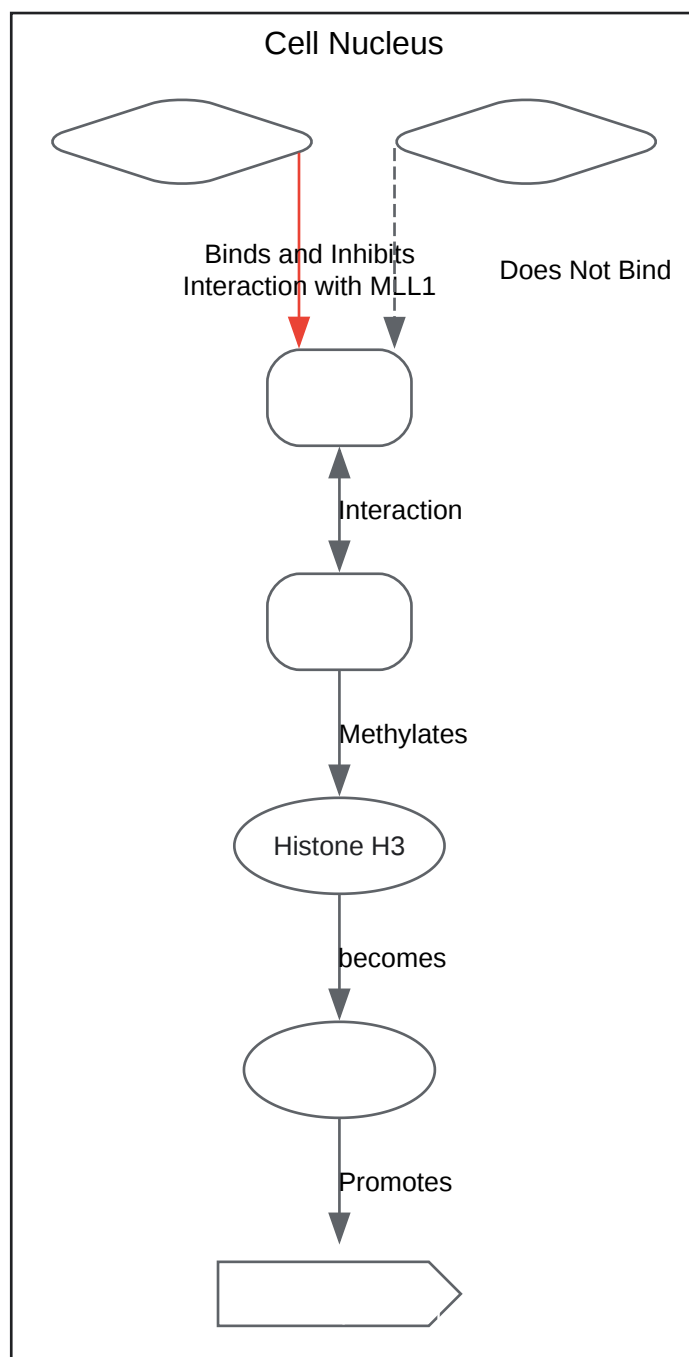 Cell Nucleus
Binds and Inhibits
Interaction with MLL1
Does Not Bind
Interaction
Methylates
Histone H3
becomes
Promotes